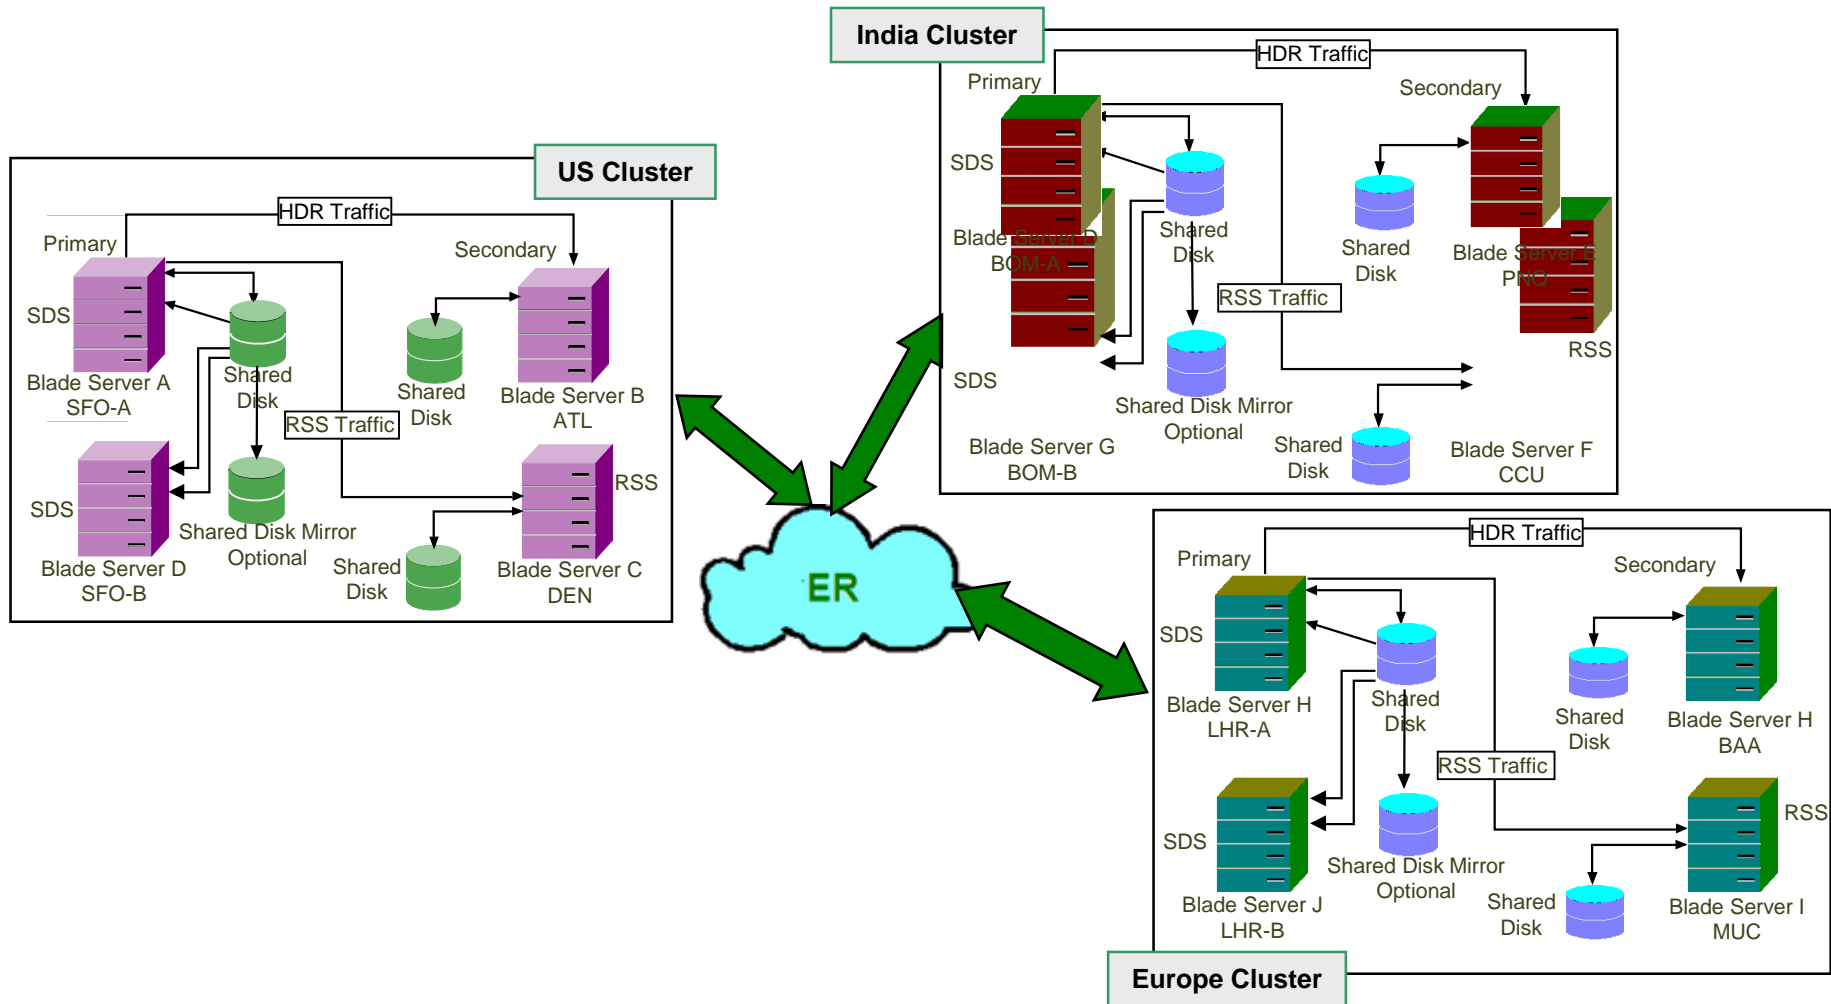 India Cluster
HDR Traffic
Primary
Secondary
SDS
Blade Server D
BOM-A
Shared
Disk
Shared
Disk
Blade Server E
PNQ
RSS Traffic
RSS
SDS
Shared Disk Mirror
Optional
Blade Server G
BOM-B
Shared
Disk
Blade Server F
CCU
US Cluster
HDR Traffic
Primary
Secondary
SDS
Blade Server A
SFO-A
Shared
Disk
Shared
Disk
Blade Server B
ATL
RSS Traffic
RSS
SDS
Shared Disk Mirror
Optional
Blade Server D
SFO-B
Shared
Disk
Blade Server C
DEN
ER
HDR Traffic
Primary
Secondary
SDS
Blade Server H
LHR-A
Shared
Disk
Shared
Disk
Blade Server H
BAA
RSS Traffic
RSS
SDS
Shared Disk Mirror
Optional
Blade Server J
LHR-B
Shared
Disk
Blade Server I
MUC
Europe Cluster